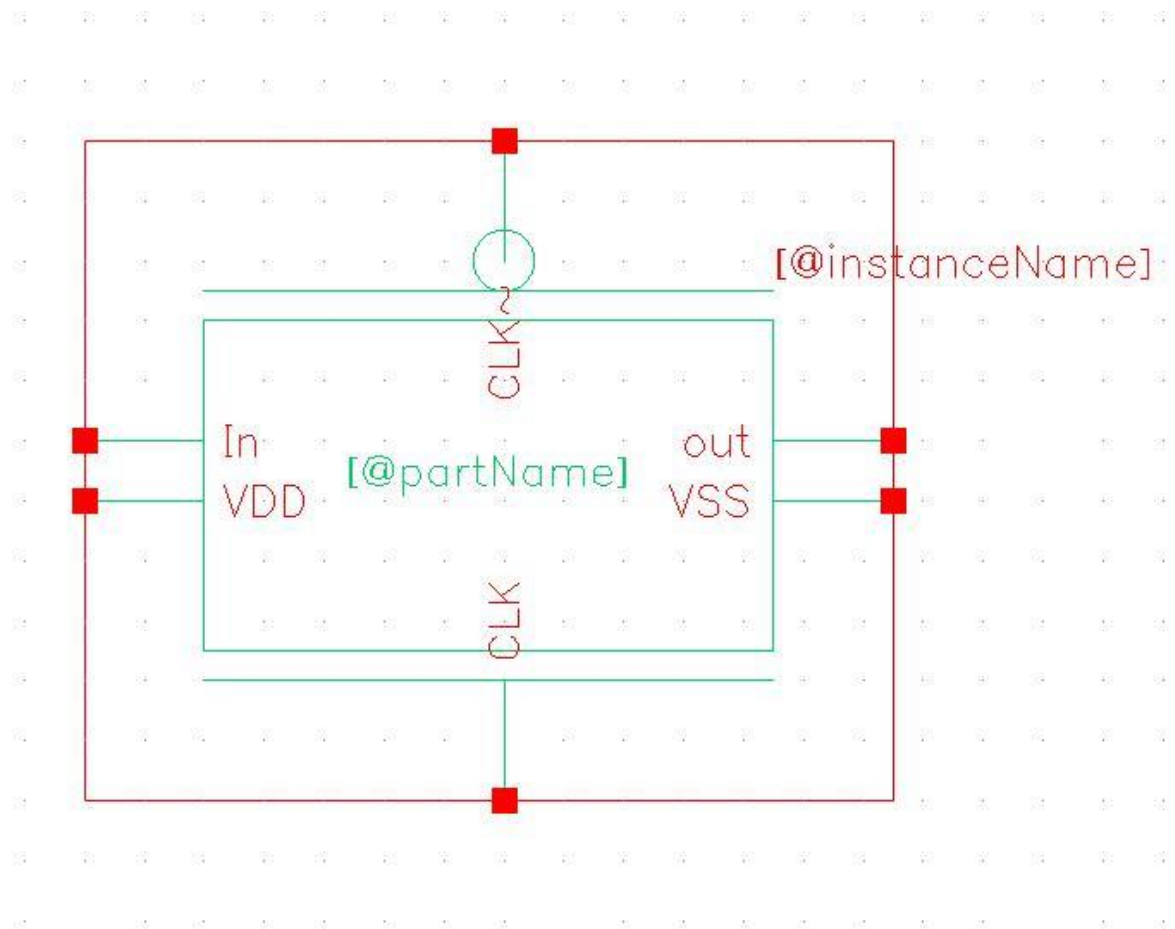 [@instanceName]
CLK~
In
out
[@partName]
VDD
VSS
CLK